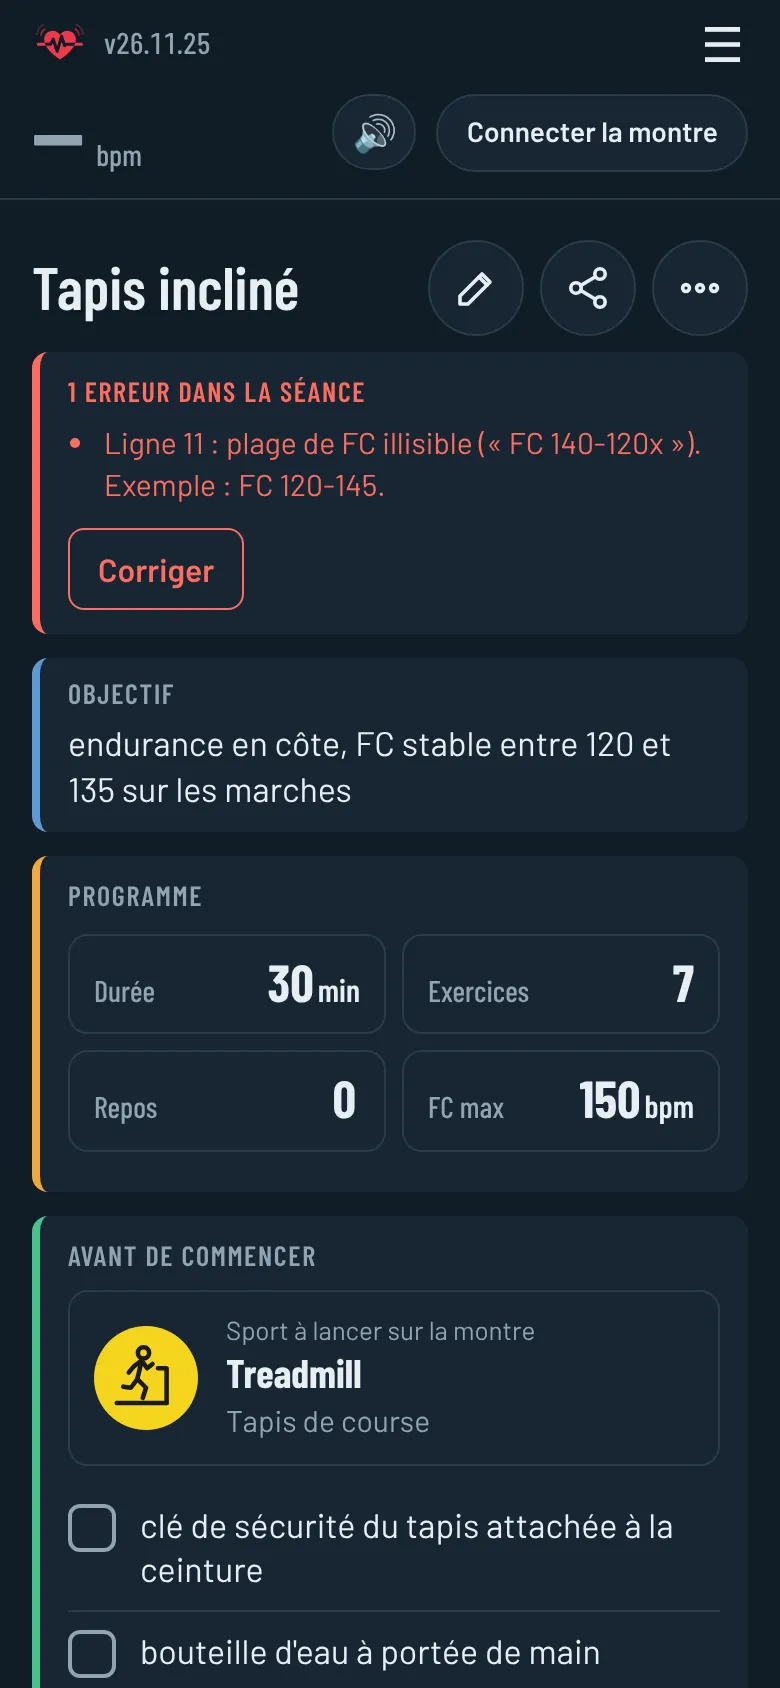 v26.11.25
bpm
Connecter la montre
Tapis incliné
1 ERREUR DANS LA SÉANCE
• Ligne 11 : plage de FC illisible (« FC 140-120x »).
Exemple : FC 120-145.
Corriger
OBJECTIF
endurance en côte, FC stable entre 120 et
135 sur les marches
PROGRAMME
Durée 30 min
Exercices 7
Repos 0
FC max 150 bpm
AVANT DE COMMENCER
Sport à lancer sur la montre
Treadmill
Tapis de course
clé de sécurité du tapis attachée à la
ceinture
bouteille d'eau à portée de main